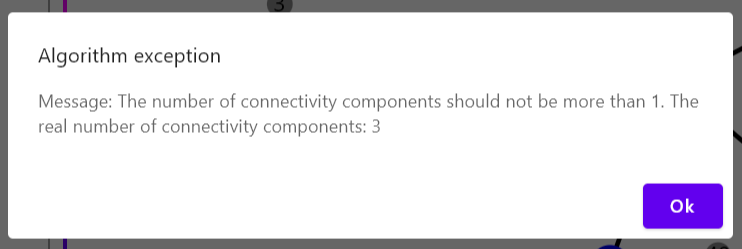 3
Algorithm exception
Message: The number of connectivity components should not be more than 1. The
real number of connectivity components: 3
Ok